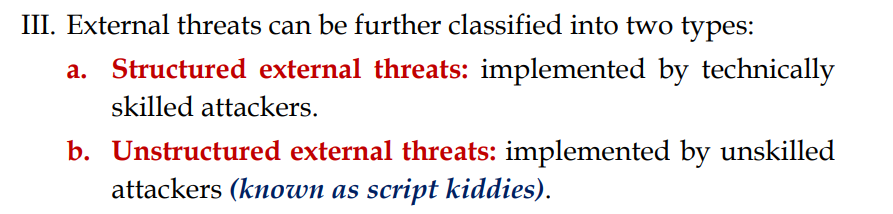 III. External threats can be further classified into two types:
a. Structured external threats: implemented by technically
skilled attackers.
b. Unstructured external threats: implemented by unskilled
attackers (known as script kiddies).